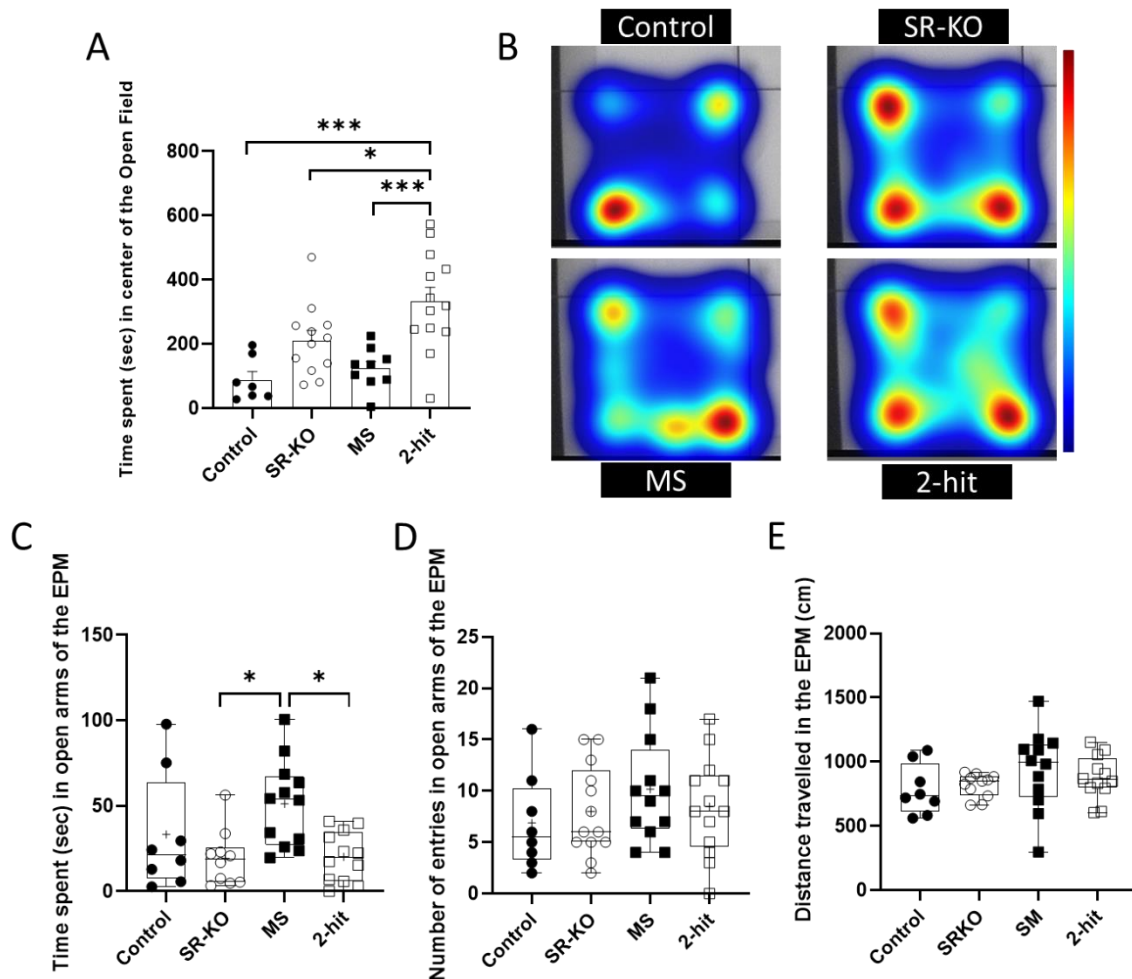 A
Time spent (sec) in center of the Open Field
800
600
400
200
0
***
*
***
Control
SR-KO
MS
2-hit
B
Control
SR-KO
MS
2-hit
C
Time spent (sec) in open arms of the EPM
150
100
50
0
*
*
Control
SR-KO
MS
2-hit
D
Number of entries in open arms of the EPM
25
20
15
10
5
0
Control
SR-KO
MS
2-hit
E
Distance travelled in the EPM (cm)
2000
1500
1000
500
0
Control
SRKO
SM
2-hit